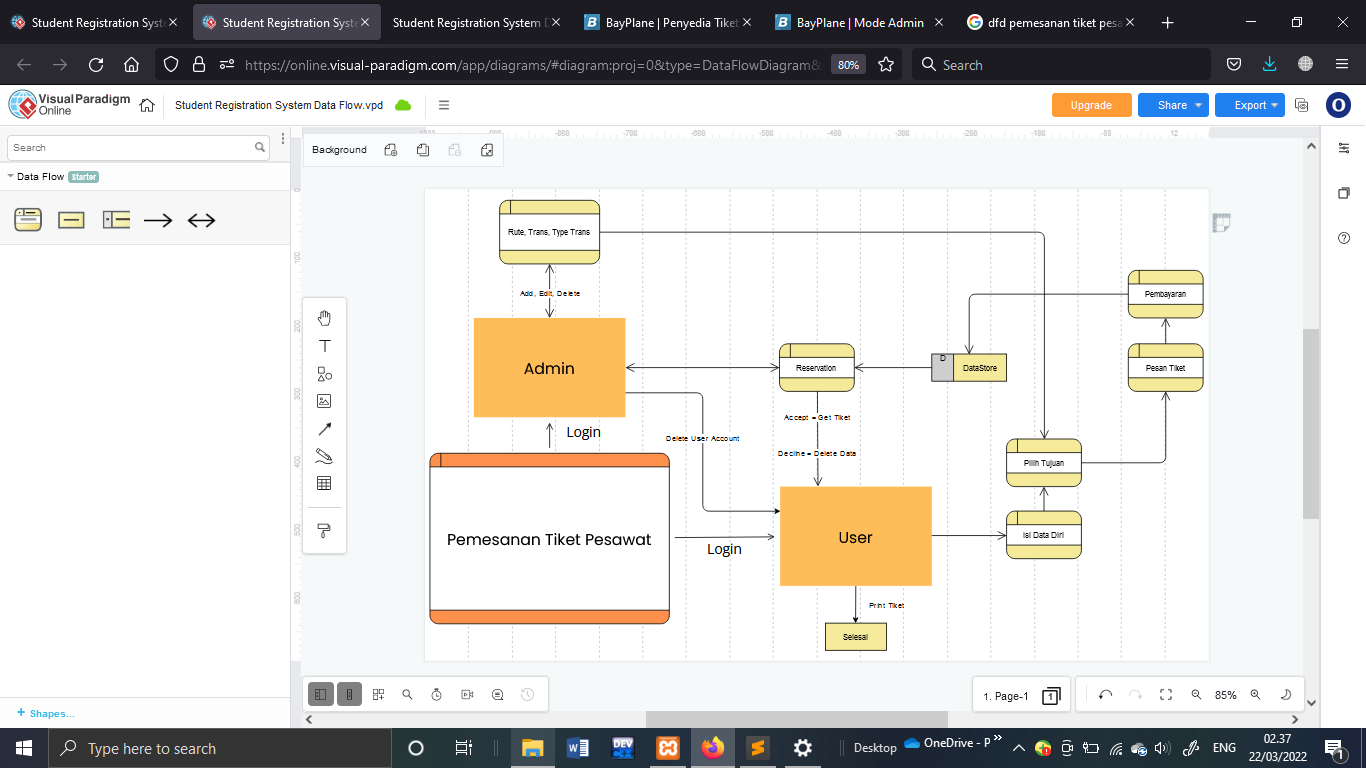 Student Registration Syste
Student Registration Syste
Student Registration System D
BayPlane | Penyedia Tiket
BayPlane | Mode Admin
dfd pemesanan tiket pesa
https://online.visual-paradigm.com/app/diagrams/#diagram:proj=0&type=DataFlowDiagram&
80%
Search
Visual Paradigm
Online
Student Registration System Data Flow.vpd
Upgrade
Share
Export
O
Search
Data Flow Starter
Background
Rute, Trans, Type Trans
Add, Edit, Delete
Admin
Login
Pemesanan Tiket Pesawat
Login
Delete User Account
Reservation
D
DataStore
Accept = Get Tiket
Decline = Delete Data
User
Print Tiket
Selesai
Pembayaran
Pesan Tiket
Pilih Tujuan
Isi Data Diri
+ Shapes...
1. Page-1
1
85%
Type here to search
Desktop
OneDrive - P
ENG
02.37
22/03/2022
1